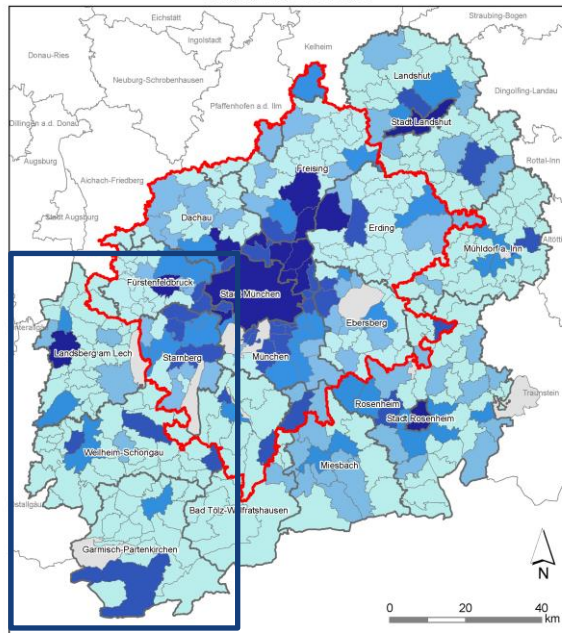 Straubing-Bogen
Eichstätt
Ingolstadt
Kelheim
Donau-Ries
Landshut
Neuburg-Schrobenhausen
Dingolfing-Landau
Pfaffenhofen a.d. Ilm
Stadt Landshut
Dillingen a.d. Donau
Augsburg
Rottal-Inn
Freising
Aichach-Friedberg
Stadt Augsburg
Dachau
Erding
Mühldorf a. Inn
Fürstenfeldbruck
Stadt München
Ebersberg
Landsberg am Lech
Starnberg
München
Traunstein
Rosenheim
Stadt Rosenheim
Weilheim-Schongau
Miesbach
Bad Tölz-Wolfratshausen
Garmisch-Partenkirchen
N
0 20 40
km